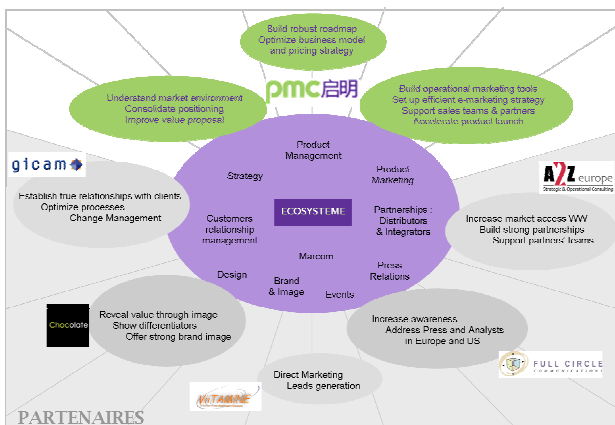 Build robust roadmap
Optimize business model
and pricing strategy
pmc启明
Understand market environment
Consolidate positioning
Improve value proposal
Build operational marketing tools
Set up efficient e-marketing strategy
Support sales teams & partners
Accelerate product launch
Product
Management
Strategy
Product
Marketing
gicam
Establish true relationships with clients
Optimize processes
Change Management
Customers
relationship
management
ECOSYSTEME
Partnerships :
Distributors
& Integrators
A2Z europe
Strategic & Operational Consulting
Increase market access WW
Build strong partnerships
Support partners' teams
Marcom
Design
Brand
& Image
Events
Press
Relations
Chocolate
Reveal value through image
Show differentiators
Offer strong brand image
Increase awareness
Address Press and Analysts
in Europe and US
FULL CIRCLE
communications
Direct Marketing
Leads generation
PARTENAIRES